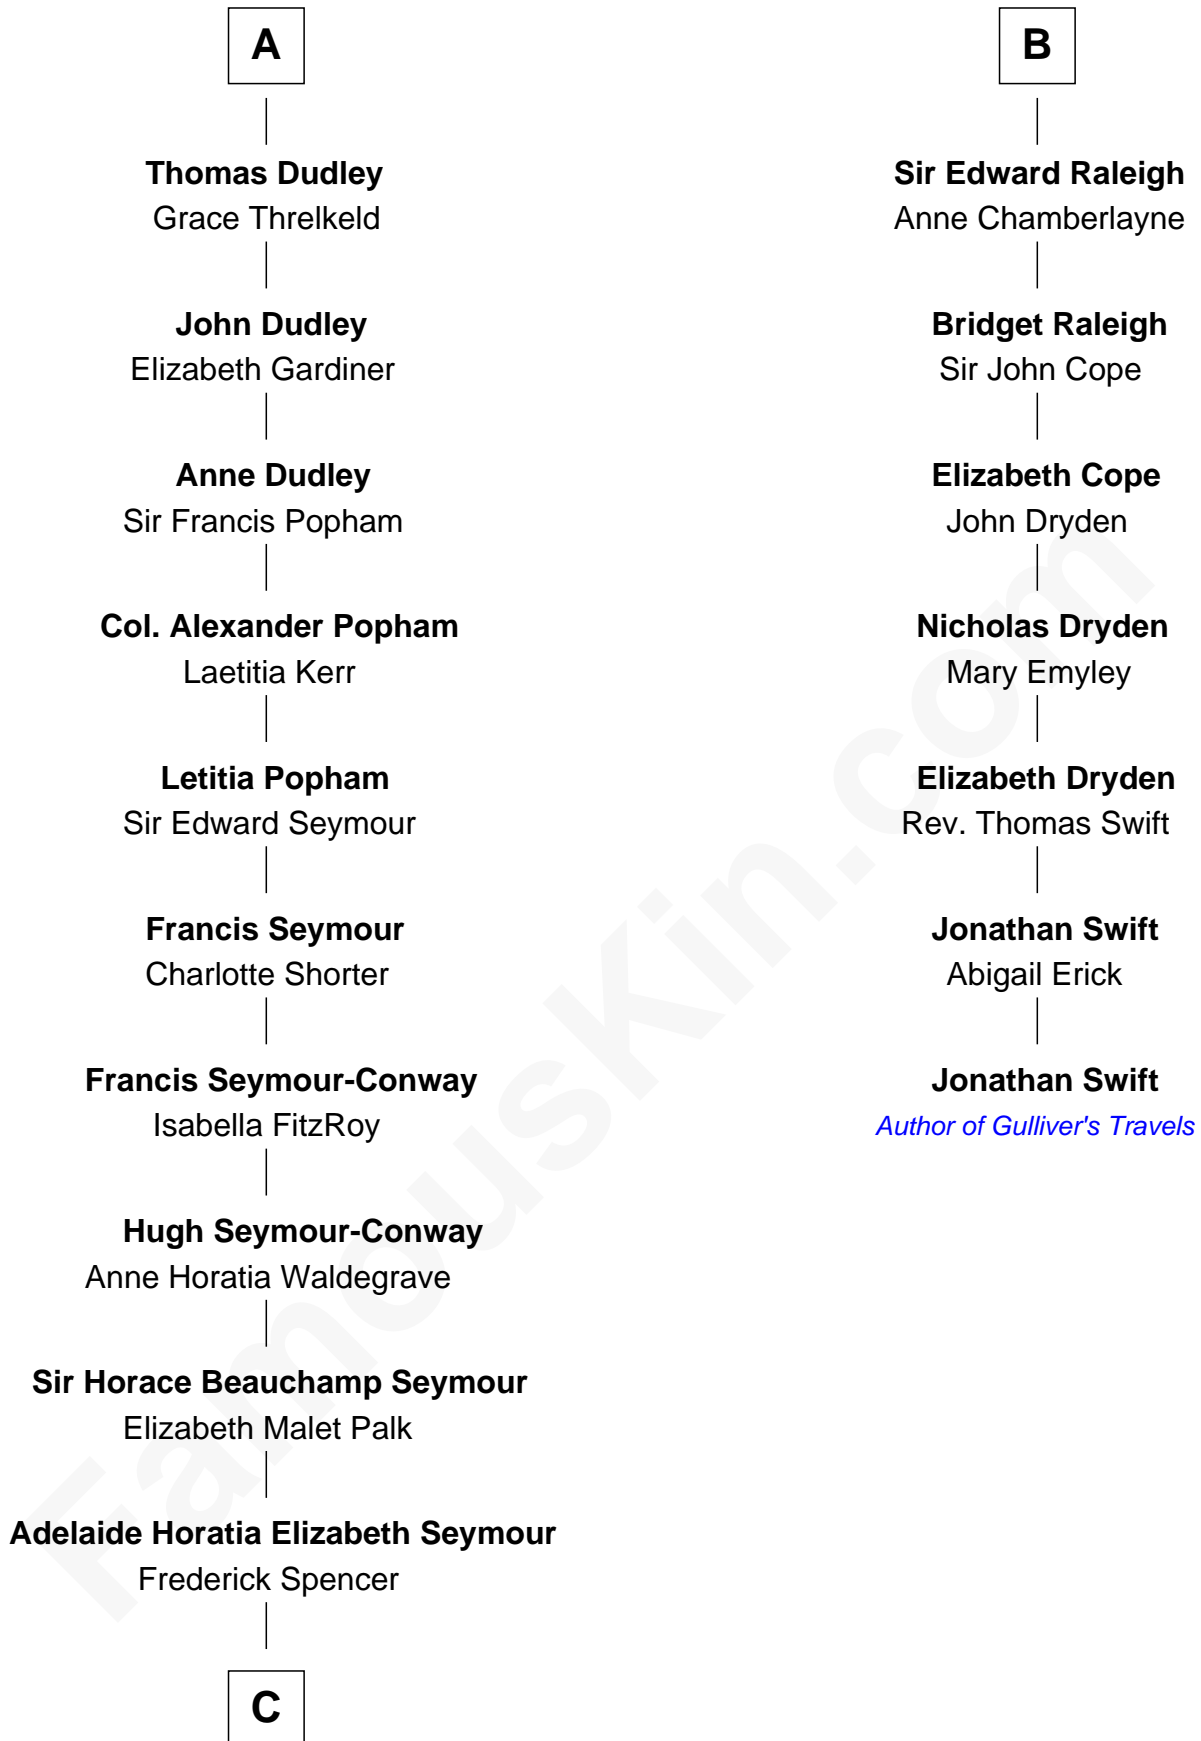 A
Thomas Dudley
Grace Threlkeld
John Dudley
Elizabeth Gardiner
Anne Dudley
Sir Francis Popham
Col. Alexander Popham
Laetitia Kerr
Letitia Popham
Sir Edward Seymour
Francis Seymour
Charlotte Shorter
Francis Seymour-Conway
Isabella FitzRoy
Hugh Seymour-Conway
Anne Horatia Waldegrave
Sir Horace Beauchamp Seymour
Elizabeth Malet Palk
Adelaide Horatia Elizabeth Seymour
Frederick Spencer
C
B
Sir Edward Raleigh
Anne Chamberlayne
Bridget Raleigh
Sir John Cope
Elizabeth Cope
John Dryden
Nicholas Dryden
Mary Emyley
Elizabeth Dryden
Rev. Thomas Swift
Jonathan Swift
Abigail Erick
Jonathan Swift
Author of Gulliver's Travels
FamousKin.com